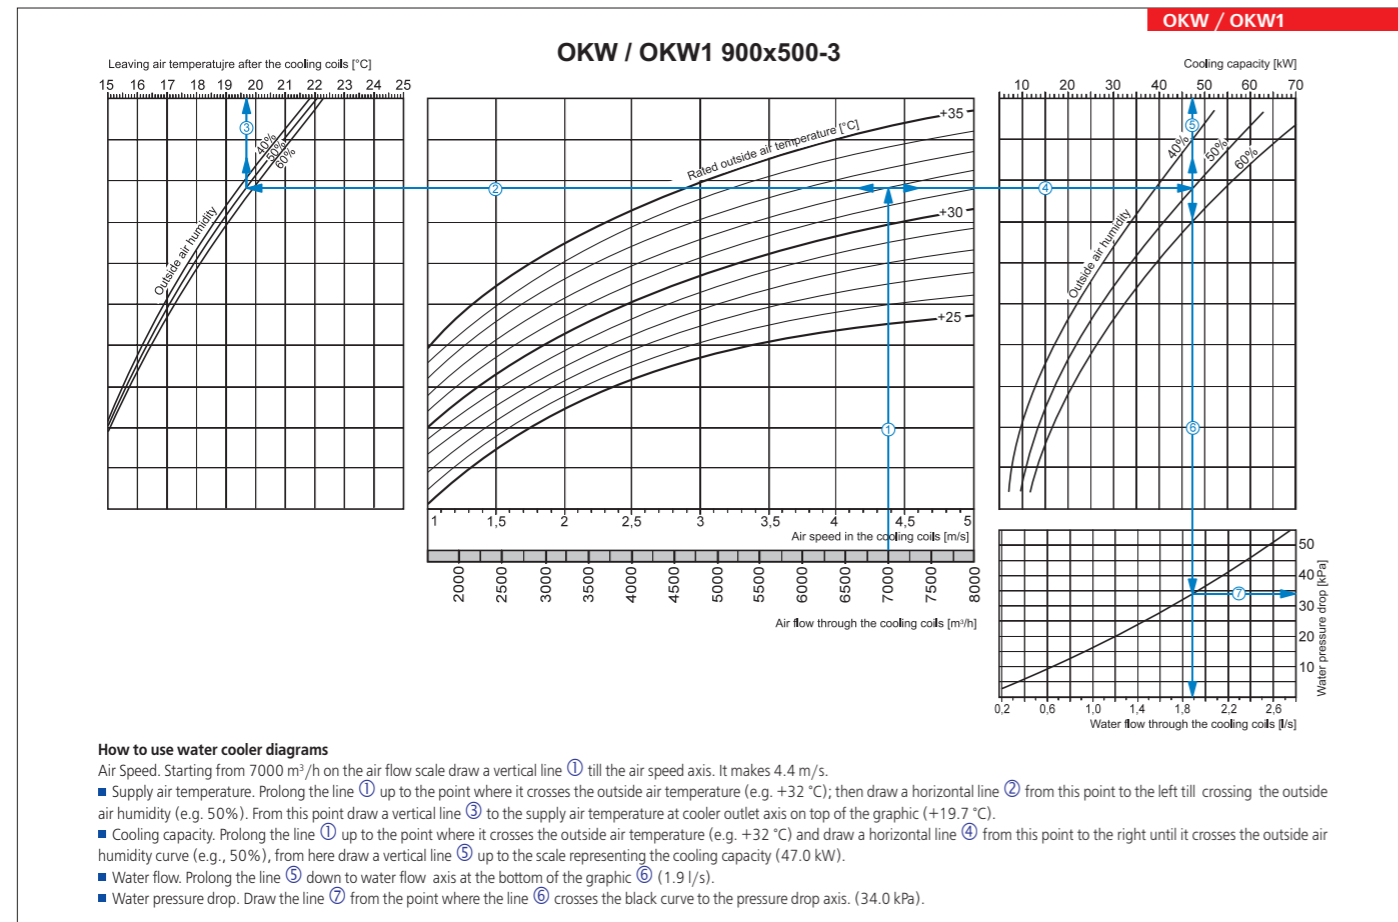 OKW / OKW1
OKW / OKW1 900x500-3
Leaving air temperatujre after the cooling coils [°C]
15 16 17 18 19 20 21 22 23 24 25
Cooling capacity [kW]
10 20 30 40 50 60 70
3
40%
50%
60%
Outside air humidity
2
Rated outside air temperature [°C]
+35
+30
+25
1
4
5
40%
50%
60%
Outside air humidity
6
1 1,5 2 2,5 3 3,5 4 4,5 5
Air speed in the cooling coils [m/s]
2000 2500 3000 3500 4000 4500 5000 5500 6000 6500 7000 7500 8000
Air flow through the cooling coils [m³/h]
50
40
30
20
10
Water pressure drop [kPa]
7
0,2 0,6 1,0 1,4 1,8 2,2 2,6
Water flow through the cooling coils [l/s]
How to use water cooler diagrams
Air Speed. Starting from 7000 m³/h on the air flow scale draw a vertical line ① till the air speed axis. It makes 4.4 m/s.
■ Supply air temperature. Prolong the line ① up to the point where it crosses the outside air temperature (e.g. +32 °C); then draw a horizontal line ② from this point to the left till crossing the outside
air humidity (e.g. 50%). From this point draw a vertical line ③ to the supply air temperature at cooler outlet axis on top of the graphic (+19.7 °C).
■ Cooling capacity. Prolong the line ① up to the point where it crosses the outside air temperature (e.g. +32 °C) and draw a horizontal line ④ from this point to the right until it crosses the outside air
humidity curve (e.g., 50%), from here draw a vertical line ⑤ up to the scale representing the cooling capacity (47.0 kW).
■ Water flow. Prolong the line ⑤ down to water flow axis at the bottom of the graphic ⑥ (1.9 l/s).
■ Water pressure drop. Draw the line ⑦ from the point where the line ⑥ crosses the black curve to the pressure drop axis. (34.0 kPa).